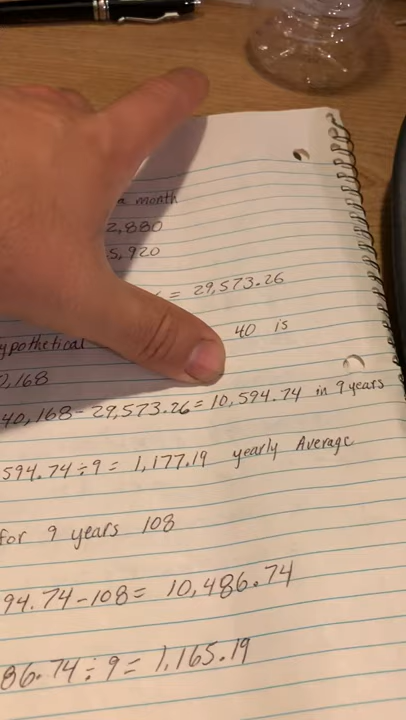 a month
2,880
5,920
= 29,573.26
ypothetical 40 is
0,168
40,168-29,573.26=10,594.74 in 9 years
594.74÷9= 1,177.19 yearly Average
for 9 years 108
94.74-108= 10,486.74
86.74÷9= 1,165.19